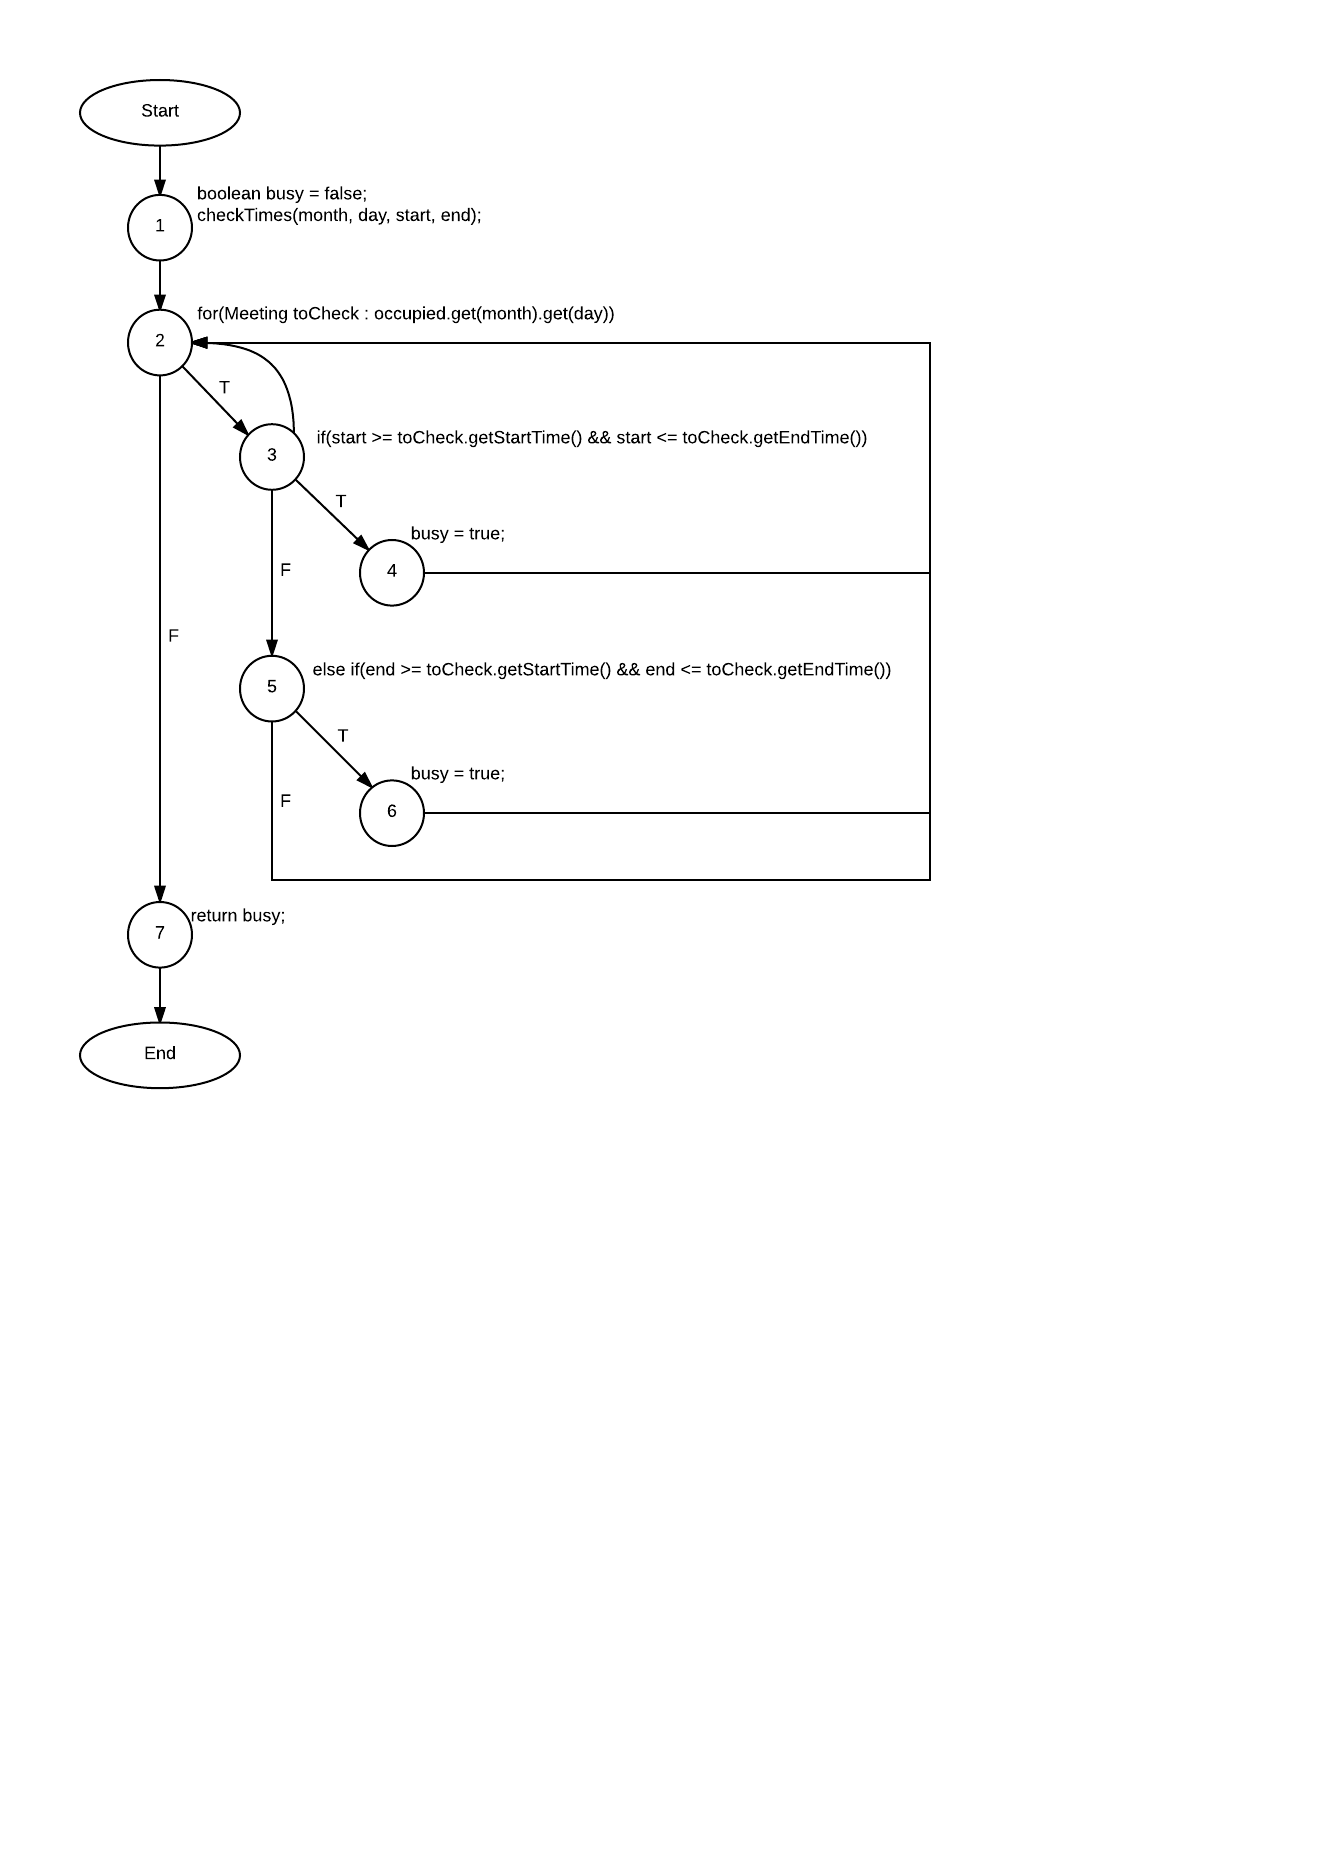 Start
boolean busy = false;
checkTimes(month, day, start, end);
1
for(Meeting toCheck : occupied.get(month).get(day))
2
T
if(start >= toCheck.getStartTime() && start <= toCheck.getEndTime())
3
T
busy = true;
4
F
F
else if(end >= toCheck.getStartTime() && end <= toCheck.getEndTime())
5
T
busy = true;
6
F
return busy;
7
End